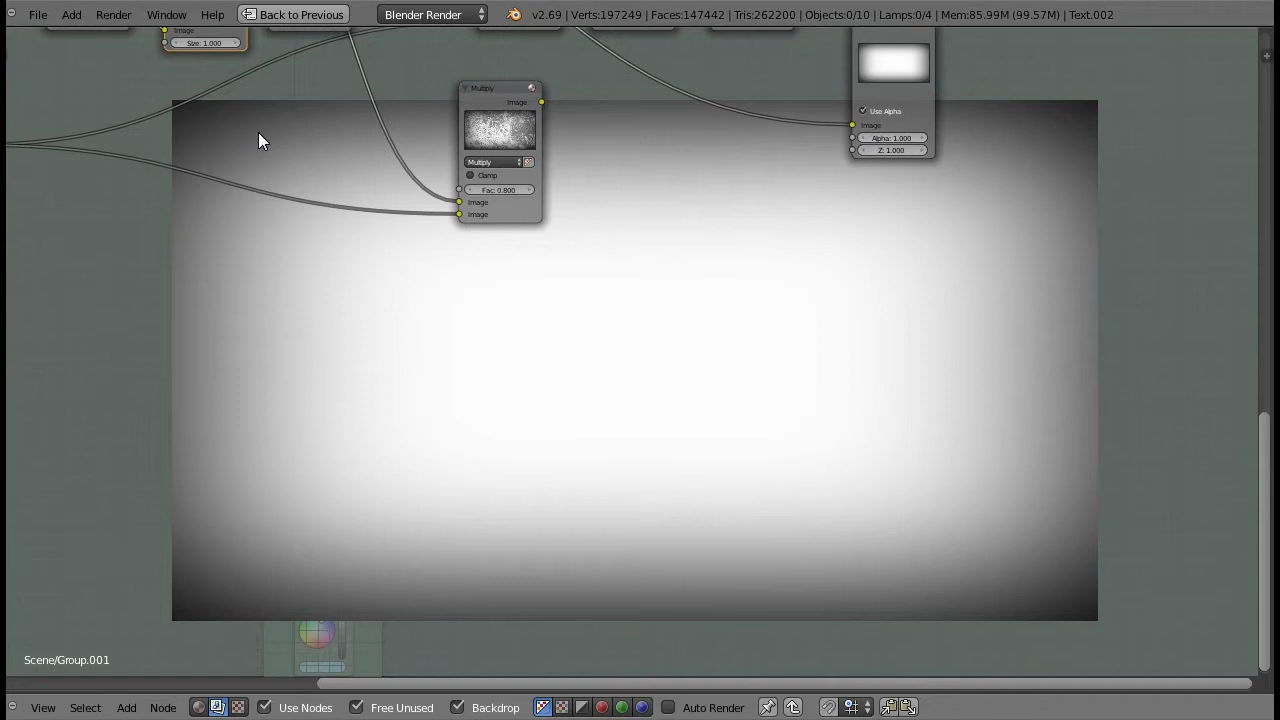 File Add Render Window Help Back to Previous Blender Render v2.69 | Verts:197249 | Faces:147442 | Tris:262200 | Objects:0/10 | Lamps:0/4 | Mem:85.99M (99.57M) | Text.002
Image
Size: 1.000
Multiply
Image
Multiply
Clamp
Fac: 0.800
Image
Image
Use Alpha
Image
Alpha: 1.000
Z: 1.000
Scene/Group.001
View Select Add Node Use Nodes Free Unused Backdrop Auto Render